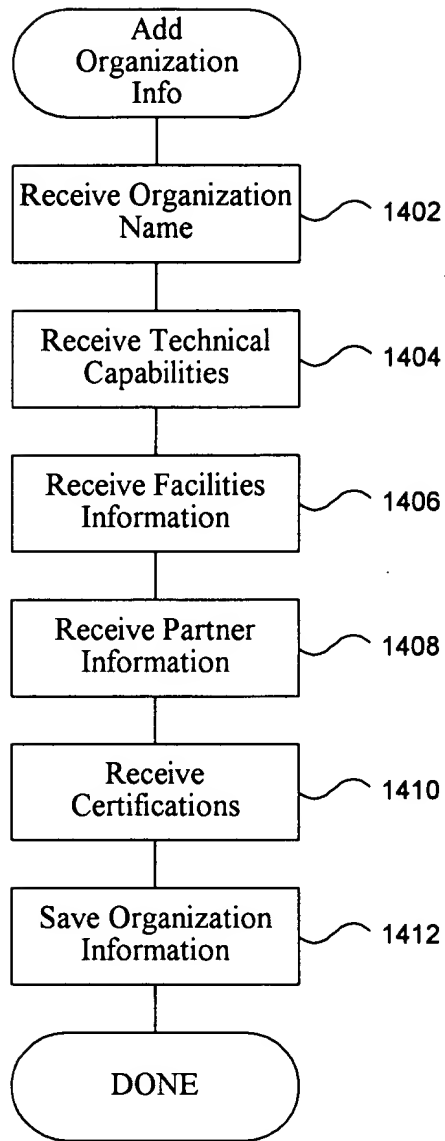 Add
Organization
Info
Receive Organization
Name
1402
Receive Technical
Capabilities
1404
Receive Facilities
Information
1406
Receive Partner
Information
1408
Receive
Certifications
1410
Save Organization
Information
1412
DONE